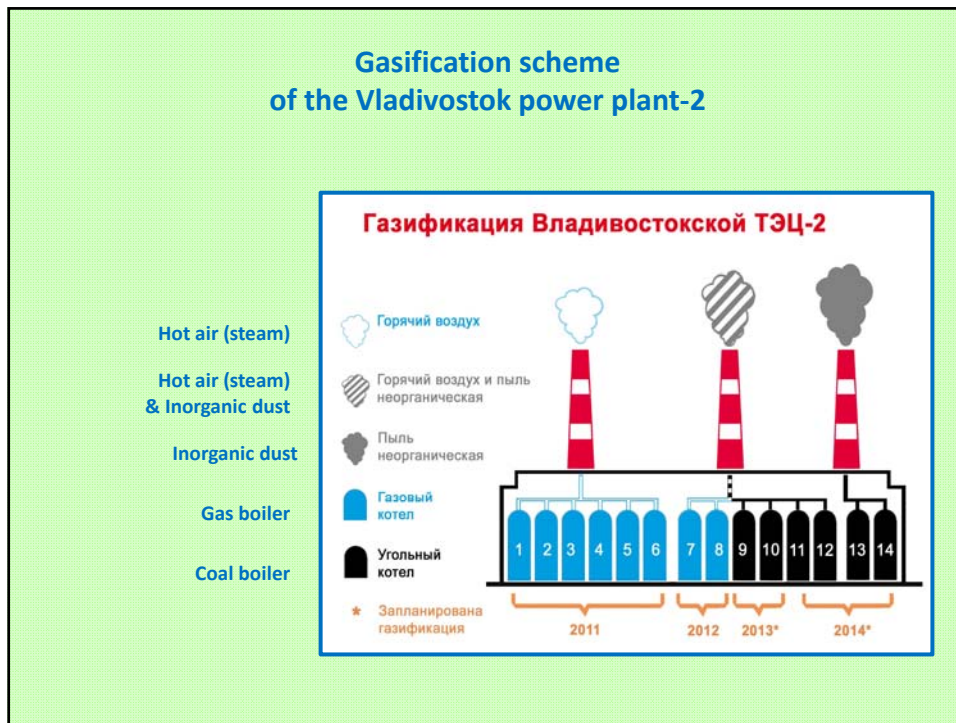 Gasification scheme
of the Vladivostok power plant-2
Газификация Владивостокской ТЭЦ-2
Hot air (steam)
Горячий воздух
Hot air (steam)
& Inorganic dust
Горячий воздух и пыль
неорганическая
Inorganic dust
Пыль
неорганическая
Gas boiler
Газовый
котел
Coal boiler
Угольный
котел
* Запланирована
газификация
1 2 3 4 5 6 7 8 9 10 11 12 13 14
2011 2012 2013* 2014*